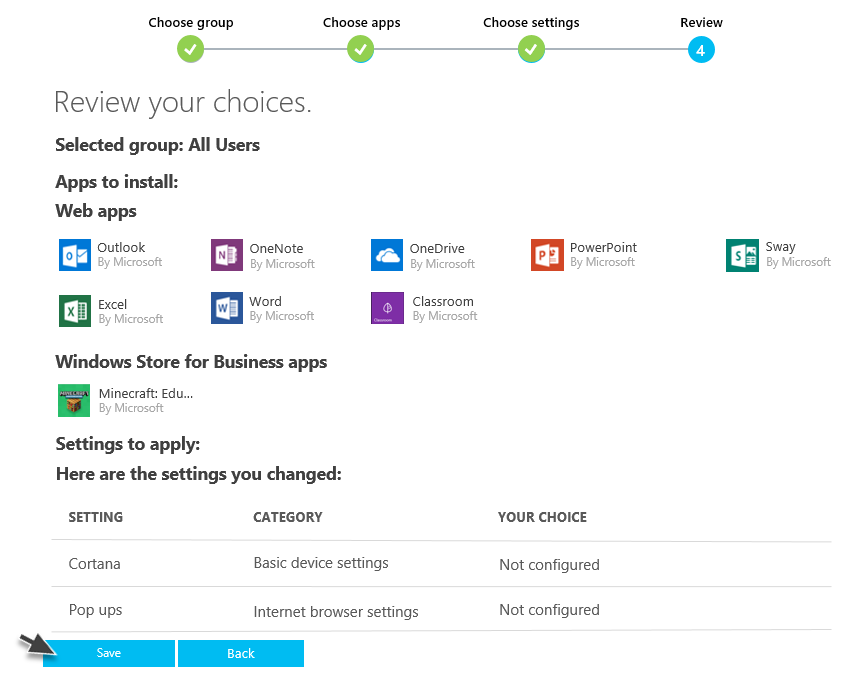 Choose group Choose apps Choose settings Review
4
Review your choices.
Selected group: All Users
Apps to install:
Web apps
Outlook OneNote OneDrive PowerPoint Sway
By Microsoft By Microsoft By Microsoft By Microsoft By Microsoft
Excel Word Classroom
By Microsoft By Microsoft By Microsoft
Windows Store for Business apps
Minecraft: Edu...
By Microsoft
Settings to apply:
Here are the settings you changed:
SETTING CATEGORY YOUR CHOICE
Cortana Basic device settings Not configured
Pop ups Internet browser settings Not configured
Save Back